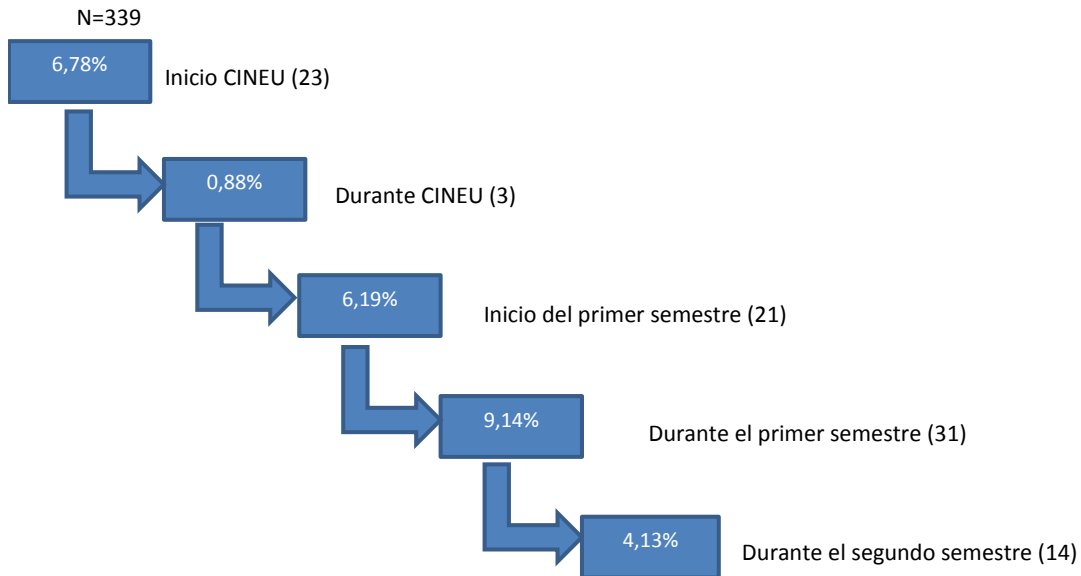 N=339
6,78%
Inicio CINEU (23)
0,88%
Durante CINEU (3)
6,19%
Inicio del primer semestre (21)
9,14%
Durante el primer semestre (31)
4,13%
Durante el segundo semestre (14)